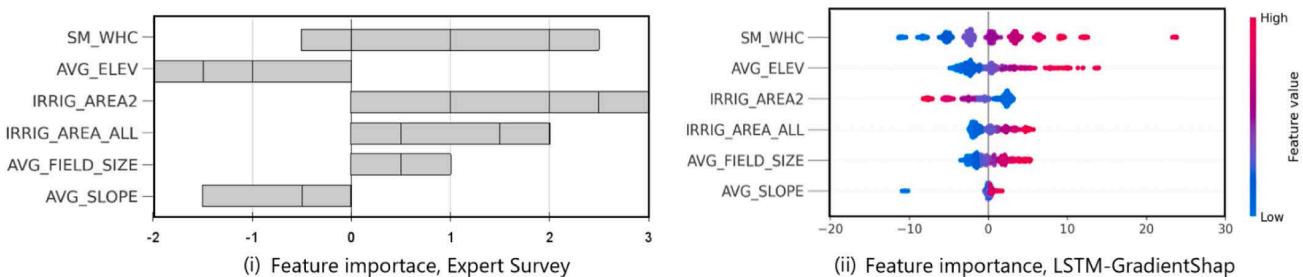 SM_WHC
AVG_ELEV
IRRIG_AREA2
IRRIG_AREA_ALL
AVG_FIELD_SIZE
AVG_SLOPE
-2 -1 0 1 2 3
(i) Feature importace, Expert Survey
SM_WHC
AVG_ELEV
IRRIG_AREA2
IRRIG_AREA_ALL
AVG_FIELD_SIZE
AVG_SLOPE
−20 −10 0 10 20 30
High
Feature value
Low
(ii) Feature importance, LSTM-GradientShap